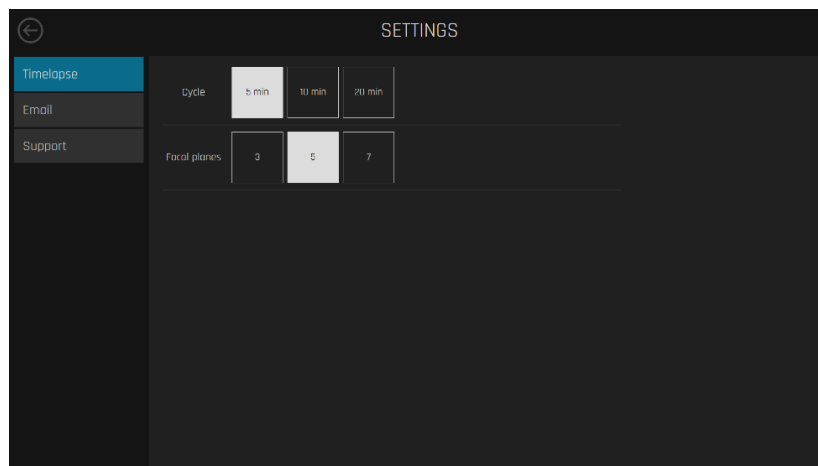 SETTINGS
Timelapse
Email
Support
Cycle 5 min 10 min 20 min
Focal planes 3 5 7